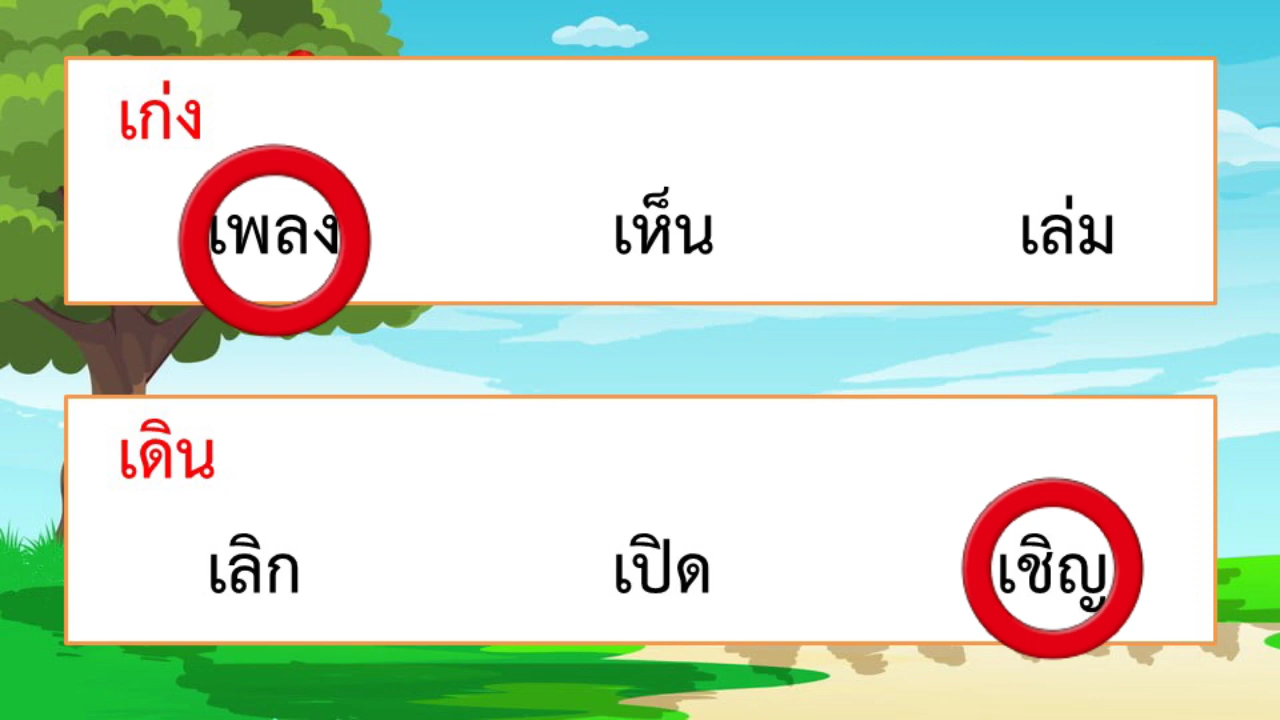 เก่ง
เพลง เห็น เล่ม
เดิน
เลิก เปิด เชิญ